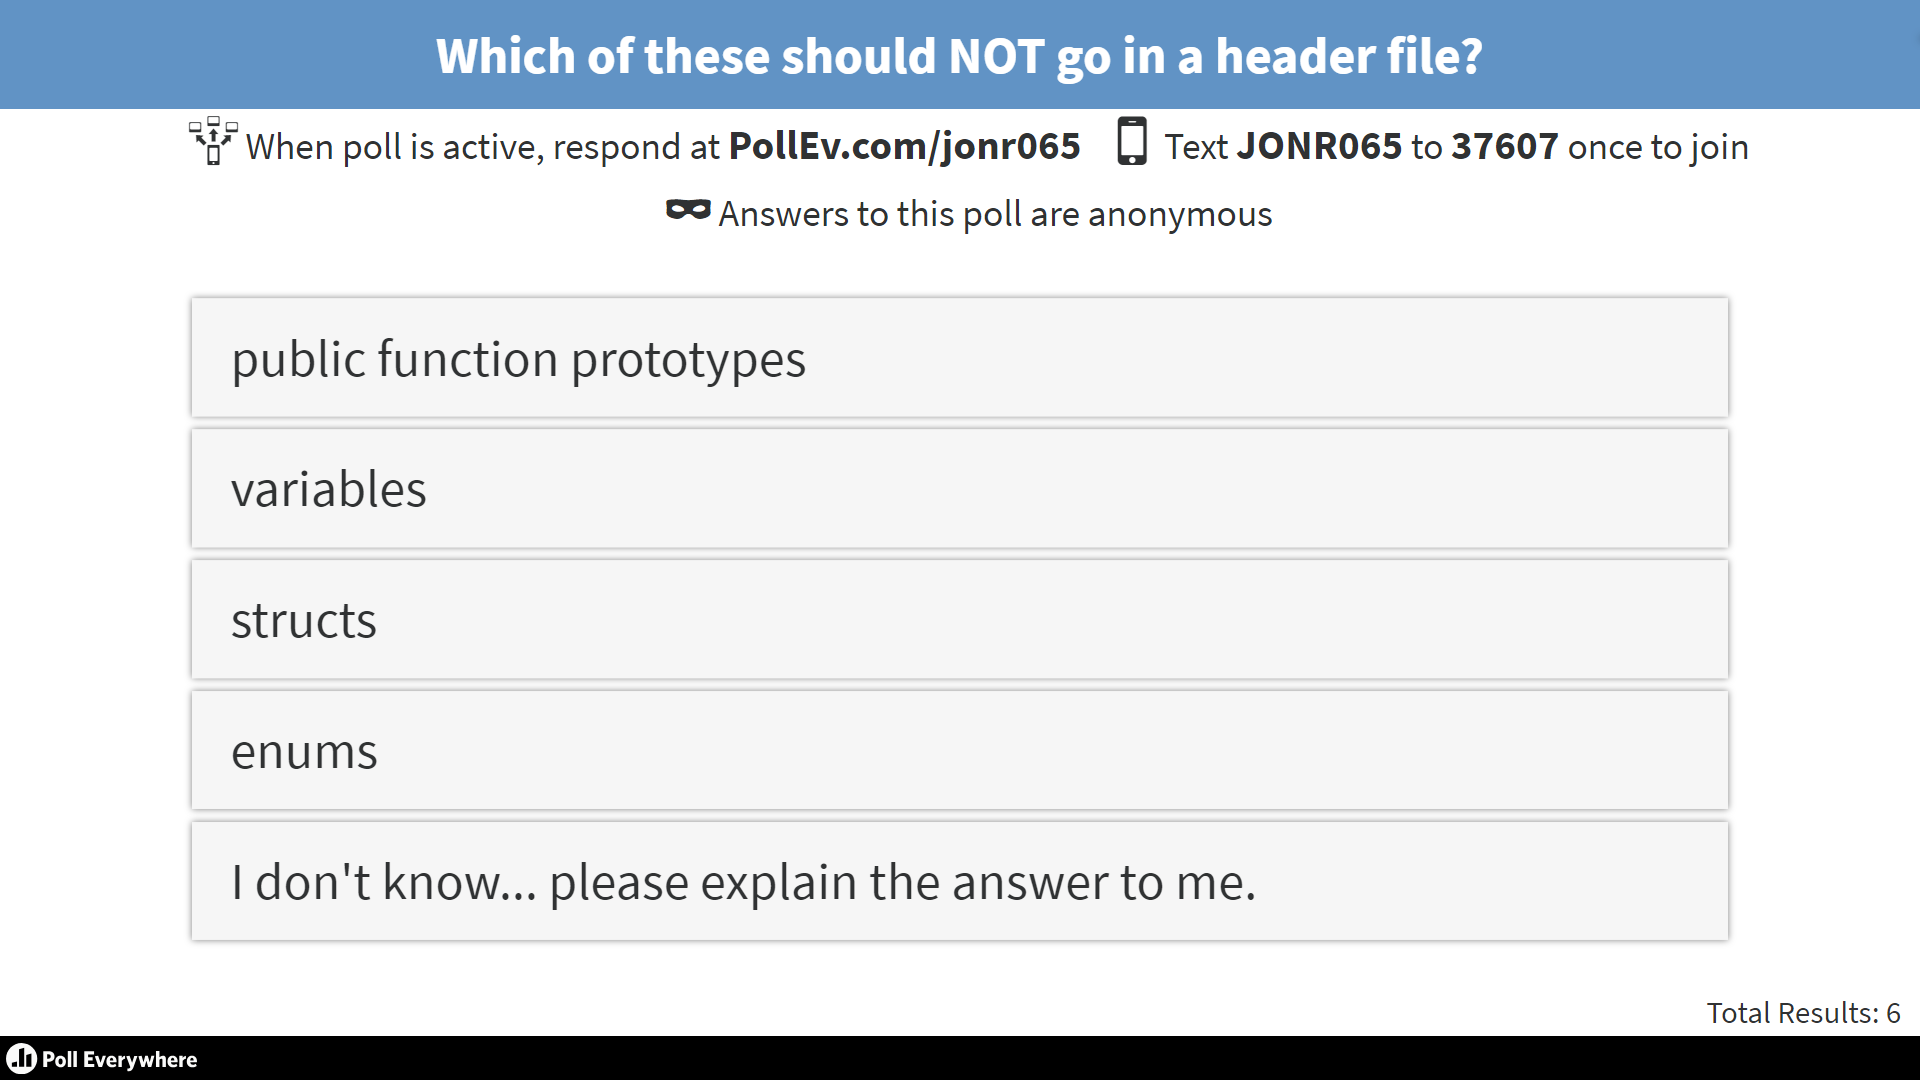 Which of these should NOT go in a header file?
When poll is active, respond at PollEv.com/jonr065 Text JONR065 to 37607 once to join
Answers to this poll are anonymous
public function prototypes
variables
structs
enums
I don't know... please explain the answer to me.
Total Results: 6
Poll Everywhere